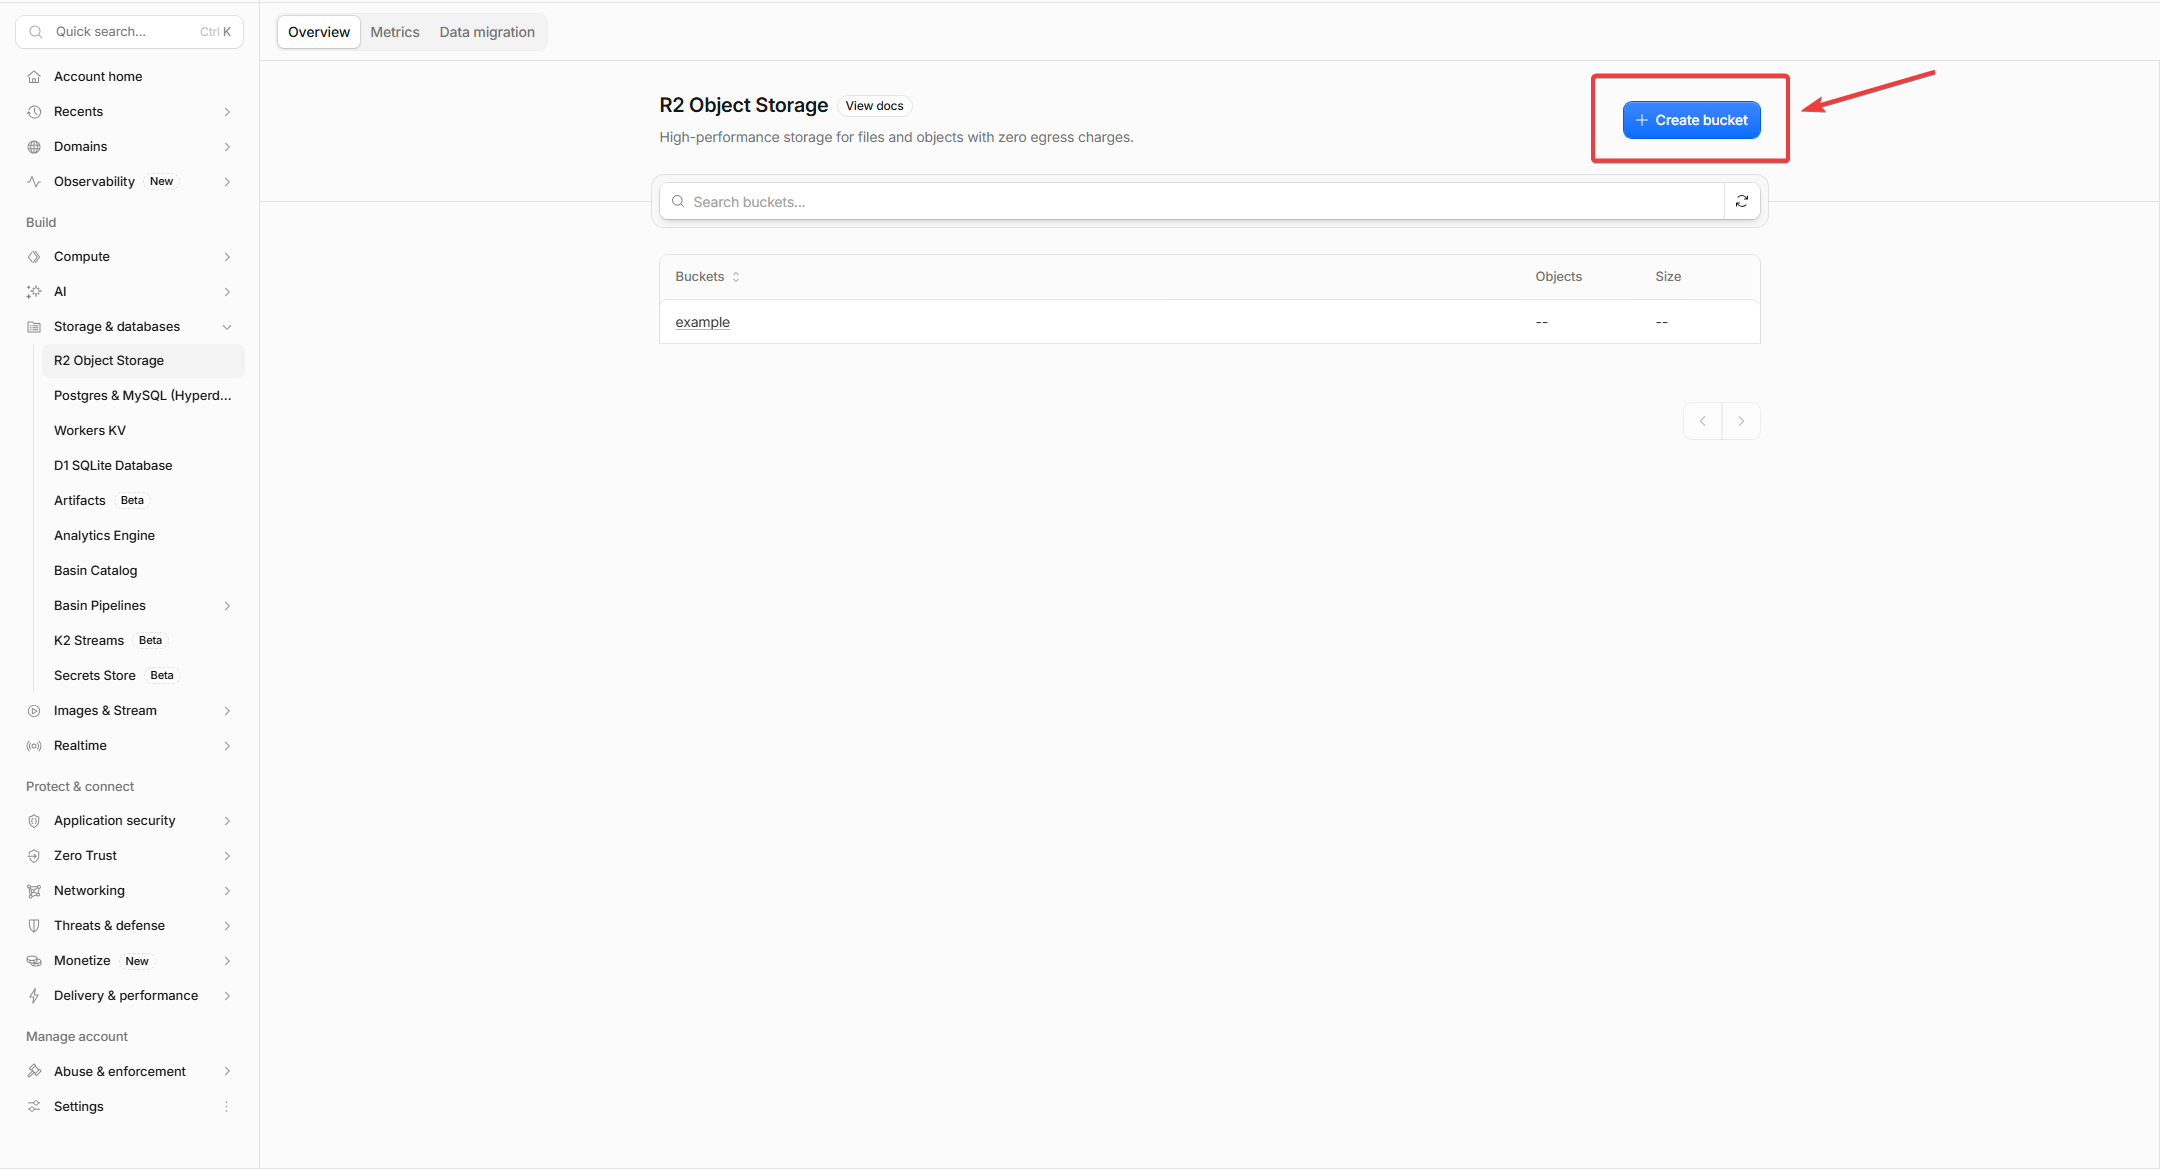 Quick search...
Ctrl K
Account home
Recents
Domains
Observability New
Build
Compute
AI
Storage & databases
R2 Object Storage
Postgres & MySQL (Hyperd...
Workers KV
D1 SQLite Database
Artifacts Beta
Analytics Engine
Basin Catalog
Basin Pipelines
K2 Streams Beta
Secrets Store Beta
Images & Stream
Realtime
Protect & connect
Application security
Zero Trust
Networking
Threats & defense
Monetize New
Delivery & performance
Manage account
Abuse & enforcement
Settings
Overview Metrics Data migration
R2 Object Storage View docs
High-performance storage for files and objects with zero egress charges.
Create bucket
Search buckets...
Buckets Objects Size
example -- --